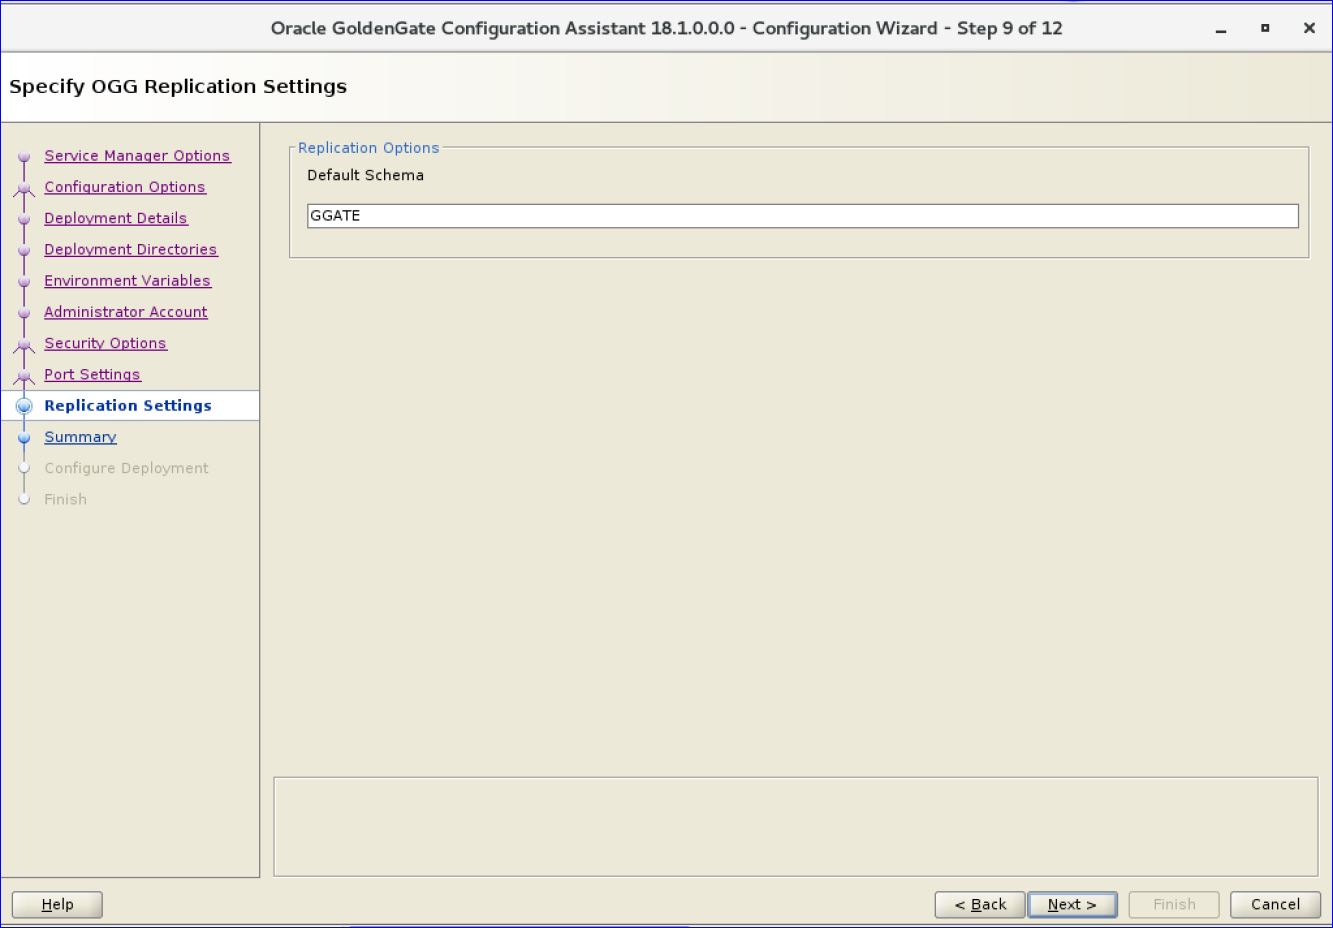 Oracle GoldenGate Configuration Assistant 18.1.0.0.0 - Configuration Wizard - Step 9 of 12
Specify OGG Replication Settings
Service Manager Options
Configuration Options
Deployment Details
Deployment Directories
Environment Variables
Administrator Account
Security Options
Port Settings
Replication Settings
Summary
Configure Deployment
Finish
Replication Options
Default Schema
GGATE
Help
< Back
Next >
Finish
Cancel